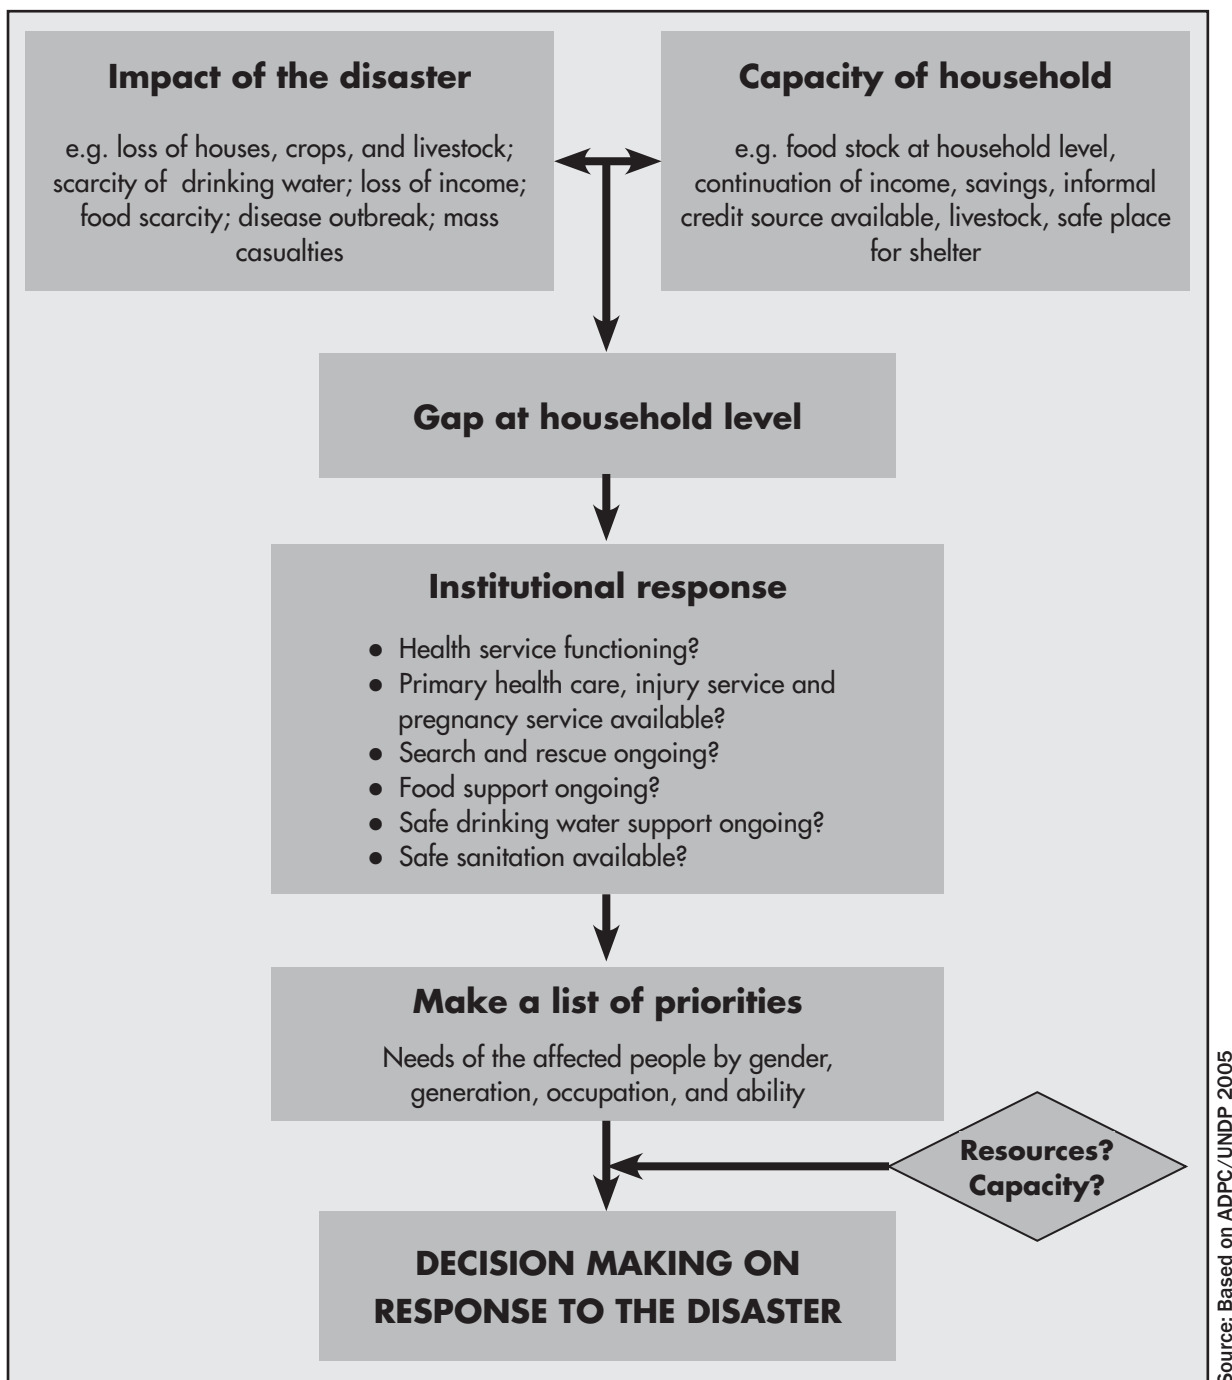 Impact of the disaster
e.g. loss of houses, crops, and livestock;
scarcity of drinking water; loss of income;
food scarcity; disease outbreak; mass
casualties
Capacity of household
e.g. food stock at household level,
continuation of income, savings, informal
credit source available, livestock, safe place
for shelter
Gap at household level
Institutional response
● Health service functioning?
● Primary health care, injury service and
pregnancy service available?
● Search and rescue ongoing?
● Food support ongoing?
● Safe drinking water support ongoing?
● Safe sanitation available?
Make a list of priorities
Needs of the affected people by gender,
generation, occupation, and ability
Resources?
Capacity?
DECISION MAKING ON
RESPONSE TO THE DISASTER
Source: Based on ADPC/UNDP 2005